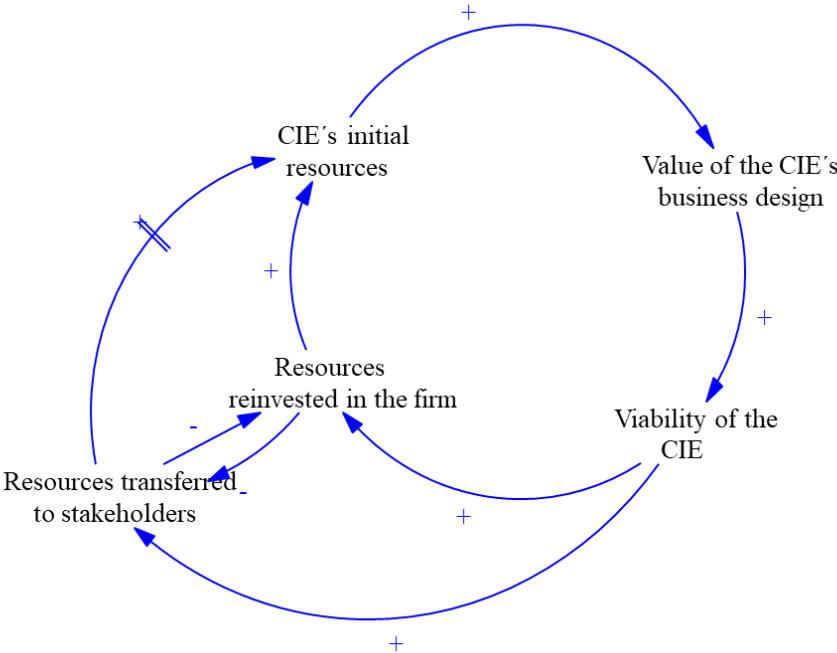 +
CIE´s initial
resources
Value of the CIE´s
business design
+
+
+
Resources
reinvested in the firm
-
Viability of the
CIE
Resources transferred
to stakeholders
-
+
+